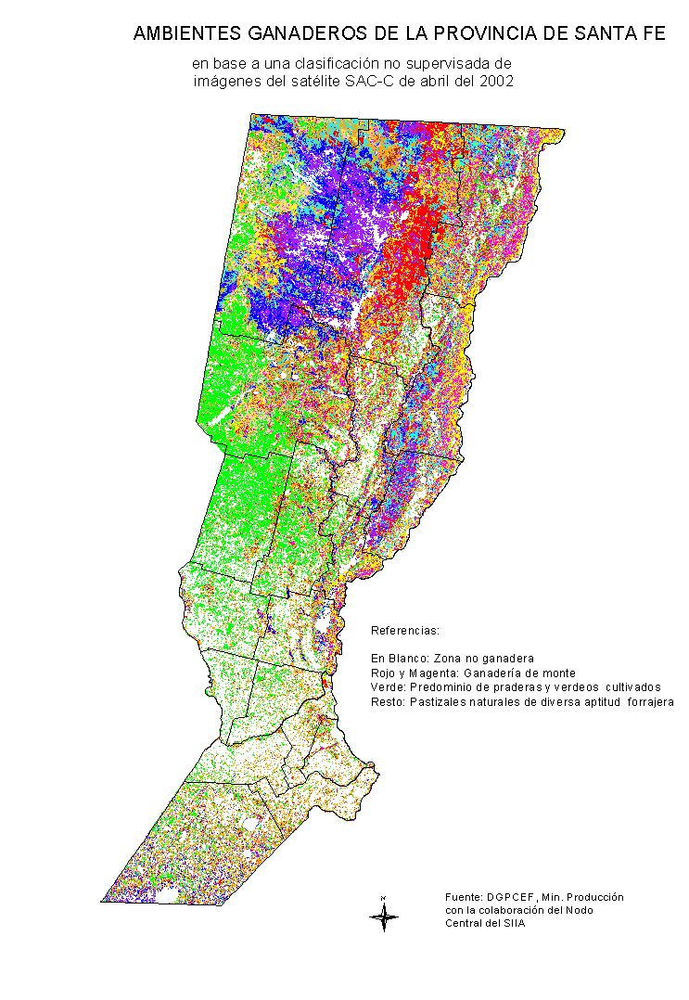 AMBIENTES GANADEROS DE LA PROVINCIA DE SANTA FE
en base a una clasificación no supervisada de
imágenes del satélite SAC-C de abril del 2002
Referencias:
En Blanco: Zona no ganadera
Rojo y Magenta: Ganadería de monte
Verde: Predominio de praderas y verdeos cultivados
Resto: Pastizales naturales de diversa aptitud forrajera
N
Fuente: DGPCEF, Min. Producción
con la colaboración del Nodo
Central del SIIA